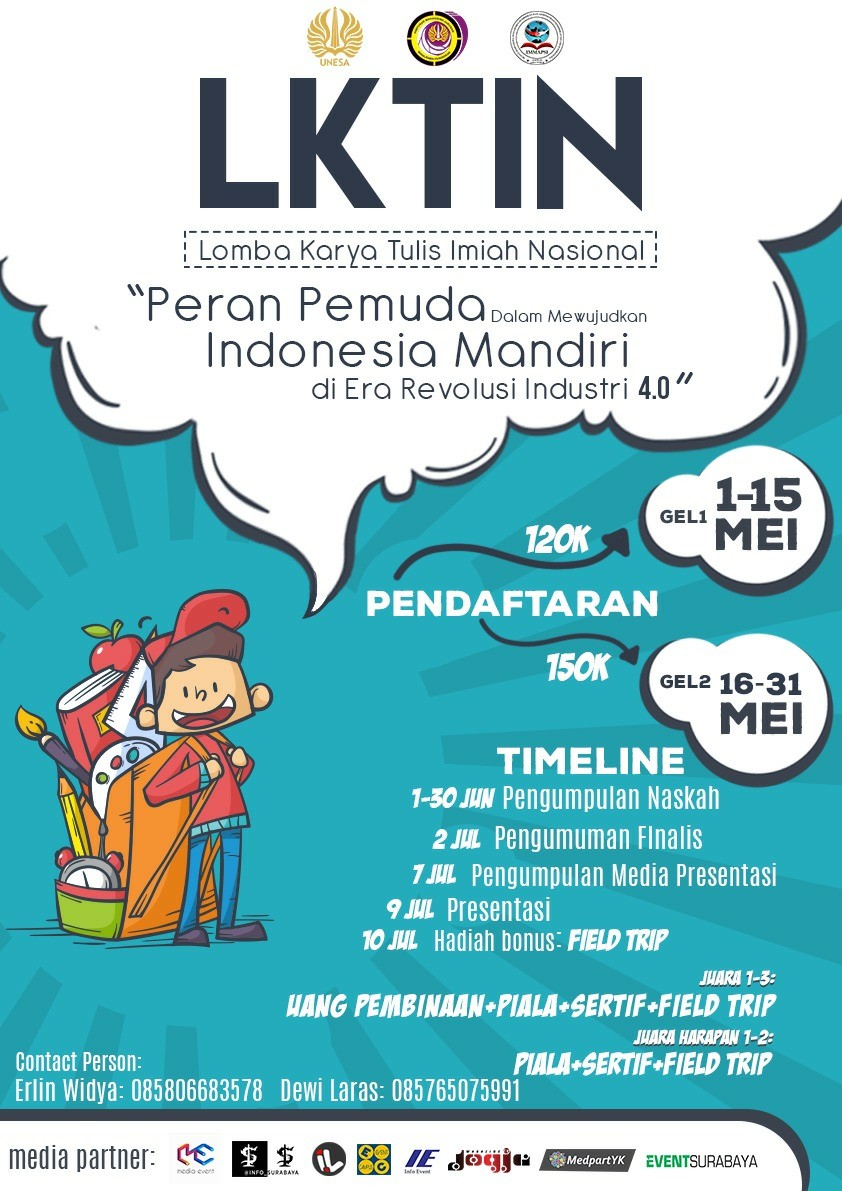 UNESA
IMMAPSI
LKTIN
Lomba Karya Tulis Imiah Nasional
"Peran Pemuda Dalam Mewujudkan
Indonesia Mandiri
di Era Revolusi Industri 4.0"
GEL1 1-15 MEI
120K
PENDAFTARAN
150K
GEL2 16-31 MEI
TIMELINE
1-30 JUN Pengumpulan Naskah
2 JUL Pengumuman FInalis
7 JUL Pengumpulan Media Presentasi
9 JUL Presentasi
10 JUL Hadiah bonus: FIELD TRIP
JUARA 1-3:
UANG PEMBINAAN+PIALA+SERTIF+FIELD TRIP
JUARA HARAPAN 1-2:
PIALA+SERTIF+FIELD TRIP
Contact Person:
Erlin Widya: 085806683578 Dewi Laras: 085765075991
media partner:
media event
@INFO_SURABAYA
Info Event
Jogja
MedpartYK
EVENTSURABAYA